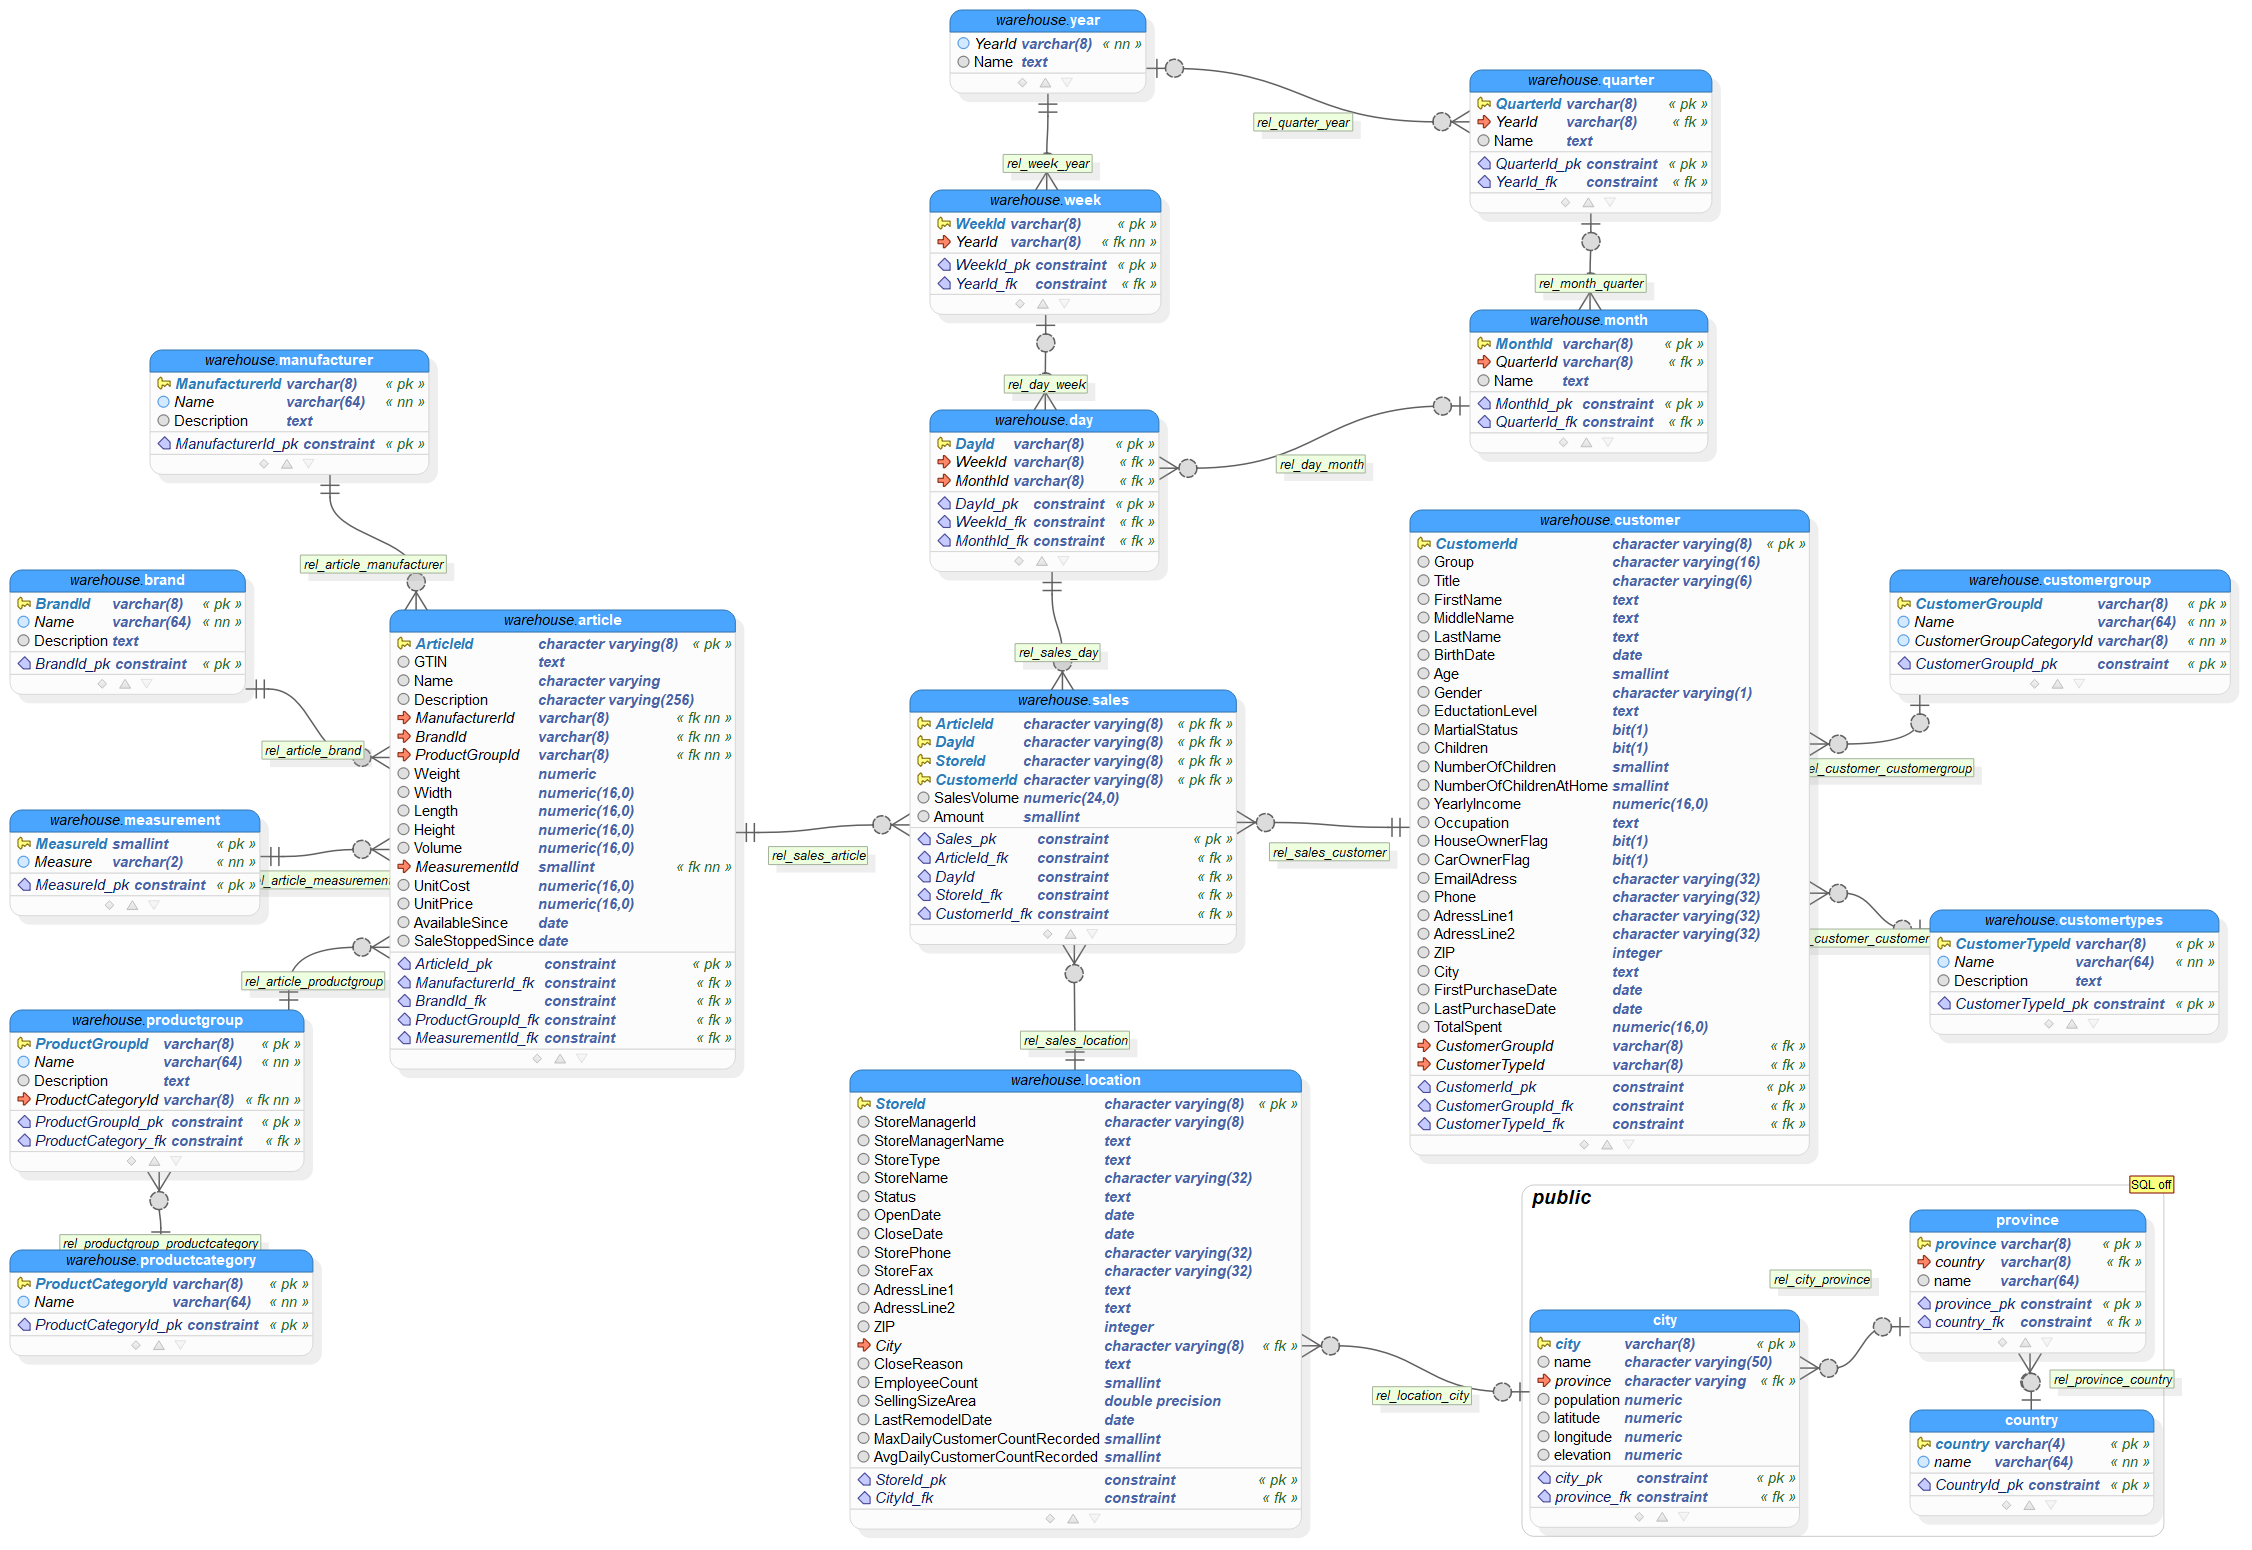 warehouse.year
YearId varchar(8) « nn »
Name text
rel_quarter_year
warehouse.quarter
QuarterId varchar(8) « pk »
YearId varchar(8) « fk »
Name text
QuarterId_pk constraint « pk »
YearId_fk constraint « fk »
rel_week_year
warehouse.week
WeekId varchar(8) « pk »
YearId varchar(8) « fk nn »
WeekId_pk constraint « pk »
YearId_fk constraint « fk »
rel_month_quarter
warehouse.month
MonthId varchar(8) « pk »
QuarterId varchar(8) « fk »
Name text
MonthId_pk constraint « pk »
QuarterId_fk constraint « fk »
rel_day_week
warehouse.day
DayId varchar(8) « pk »
WeekId varchar(8) « fk »
MonthId varchar(8) « fk »
DayId_pk constraint « pk »
WeekId_fk constraint « fk »
MonthId_fk constraint « fk »
rel_day_month
warehouse.manufacturer
ManufacturerId varchar(8) « pk »
Name varchar(64) « nn »
Description text
ManufacturerId_pk constraint « pk »
rel_article_manufacturer
warehouse.brand
BrandId varchar(8) « pk »
Name varchar(64) « nn »
Description text
BrandId_pk constraint « pk »
rel_article_brand
warehouse.measurement
MeasureId smallint « pk »
Measure varchar(2) « nn »
MeasureId_pk constraint « pk »
l_article_measurement
rel_article_productgroup
warehouse.productgroup
ProductGroupId varchar(8) « pk »
Name varchar(64) « nn »
Description text
ProductCategoryId varchar(8) « fk nn »
ProductGroupId_pk constraint « pk »
ProductCategory_fk constraint « fk »
rel_productgroup_productcategory
warehouse.productcategory
ProductCategoryId varchar(8) « pk »
Name varchar(64) « nn »
ProductCategoryId_pk constraint « pk »
warehouse.article
ArticleId character varying(8) « pk »
GTIN text
Name character varying
Description character varying(256)
ManufacturerId varchar(8) « fk nn »
BrandId varchar(8) « fk nn »
ProductGroupId varchar(8) « fk nn »
Weight numeric
Width numeric(16,0)
Length numeric(16,0)
Height numeric(16,0)
Volume numeric(16,0)
MeasurementId smallint « fk nn »
UnitCost numeric(16,0)
UnitPrice numeric(16,0)
AvailableSince date
SaleStoppedSince date
ArticleId_pk constraint « pk »
ManufacturerId_fk constraint « fk »
BrandId_fk constraint « fk »
ProductGroupId_fk constraint « fk »
MeasurementId_fk constraint « fk »
rel_sales_article
rel_sales_day
warehouse.sales
ArticleId character varying(8) « pk fk »
DayId character varying(8) « pk fk »
StoreId character varying(8) « pk fk »
CustomerId character varying(8) « pk fk »
SalesVolume numeric(24,0)
Amount smallint
Sales_pk constraint « pk »
ArticleId_fk constraint « fk »
DayId constraint « fk »
StoreId_fk constraint « fk »
CustomerId_fk constraint « fk »
rel_sales_customer
rel_sales_location
warehouse.customer
CustomerId character varying(8) « pk »
Group character varying(16)
Title character varying(6)
FirstName text
MiddleName text
LastName text
BirthDate date
Age smallint
Gender character varying(1)
EductationLevel text
MartialStatus bit(1)
Children bit(1)
NumberOfChildren smallint
NumberOfChildrenAtHome smallint
YearlyIncome numeric(16,0)
Occupation text
HouseOwnerFlag bit(1)
CarOwnerFlag bit(1)
EmailAdress character varying(32)
Phone character varying(32)
AdressLine1 character varying(32)
AdressLine2 character varying(32)
ZIP integer
City text
FirstPurchaseDate date
LastPurchaseDate date
TotalSpent numeric(16,0)
CustomerGroupId varchar(8) « fk »
CustomerTypeId varchar(8) « fk »
CustomerId_pk constraint « pk »
CustomerGroupId_fk constraint « fk »
CustomerTypeId_fk constraint « fk »
warehouse.customergroup
CustomerGroupId varchar(8) « pk »
Name varchar(64) « nn »
CustomerGroupCategoryId varchar(8) « nn »
CustomerGroupId_pk constraint « pk »
rel_customer_customergroup
_customer_customer
warehouse.customertypes
CustomerTypeId varchar(8) « pk »
Name varchar(64) « nn »
Description text
CustomerTypeId_pk constraint « pk »
warehouse.location
StoreId character varying(8) « pk »
StoreManagerId character varying(8)
StoreManagerName text
StoreType text
StoreName character varying(32)
Status text
OpenDate date
CloseDate date
StorePhone character varying(32)
StoreFax character varying(32)
AdressLine1 text
AdressLine2 text
ZIP integer
City character varying(8) « fk »
CloseReason text
EmployeeCount smallint
SellingSizeArea double precision
LastRemodelDate date
MaxDailyCustomerCountRecorded smallint
AvgDailyCustomerCountRecorded smallint
StoreId_pk constraint « pk »
CityId_fk constraint « fk »
rel_location_city
public
SQL off
province
province varchar(8) « pk »
country varchar(8) « fk »
name varchar(64)
province_pk constraint « pk »
country_fk constraint « fk »
rel_city_province
city
city varchar(8) « pk »
name character varying(50)
province character varying « fk »
population numeric
latitude numeric
longitude numeric
elevation numeric
city_pk constraint « pk »
province_fk constraint « fk »
rel_province_country
country
country varchar(4) « pk »
name varchar(64) « nn »
CountryId_pk constraint « pk »